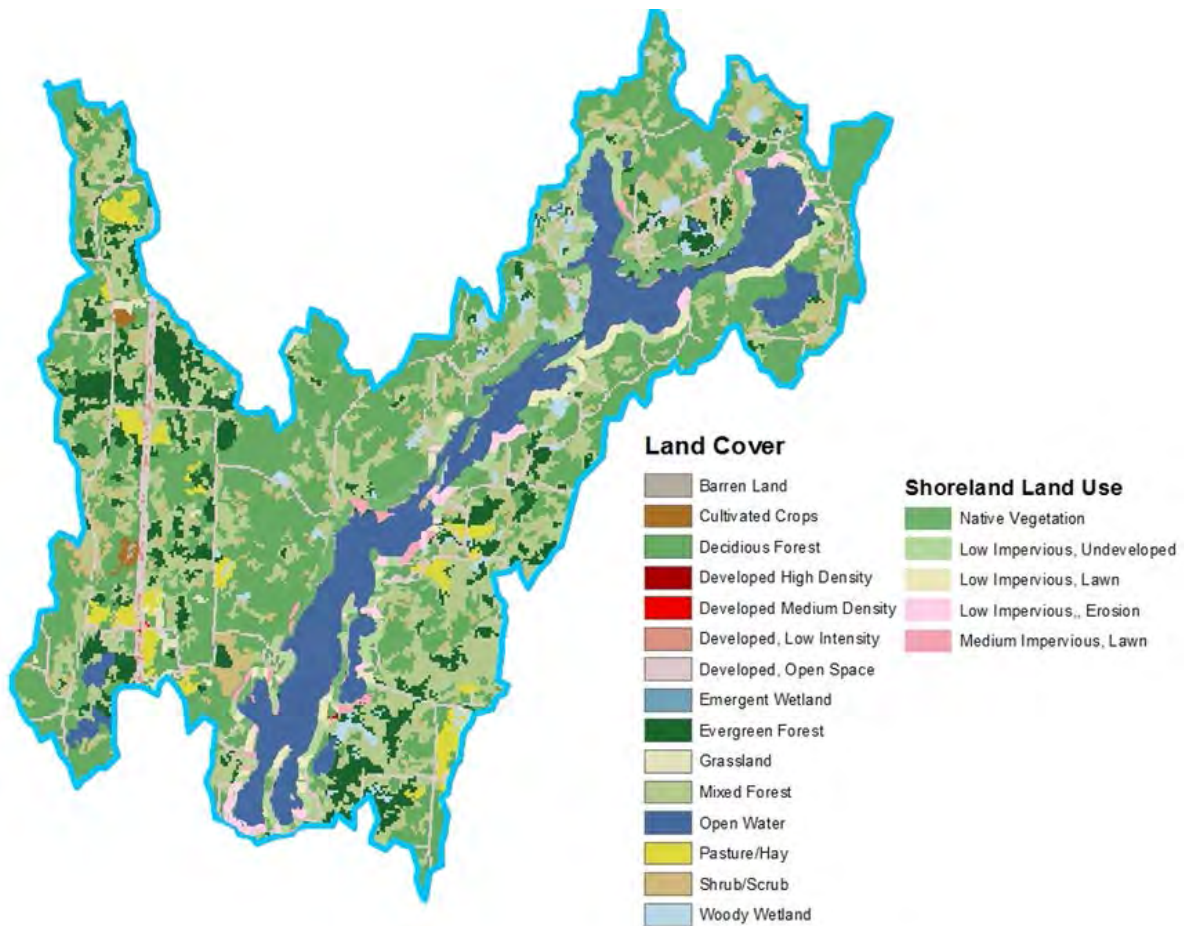 Land Cover
Barren Land
Cultivated Crops
Decidious Forest
Developed High Density
Developed Medium Density
Developed, Low Intensity
Developed, Open Space
Emergent Wetland
Evergreen Forest
Grassland
Mixed Forest
Open Water
Pasture/Hay
Shrub/Scrub
Woody Wetland
Shoreland Land Use
Native Vegetation
Low Impervious, Undeveloped
Low Impervious, Lawn
Low Impervious,, Erosion
Medium Impervious, Lawn